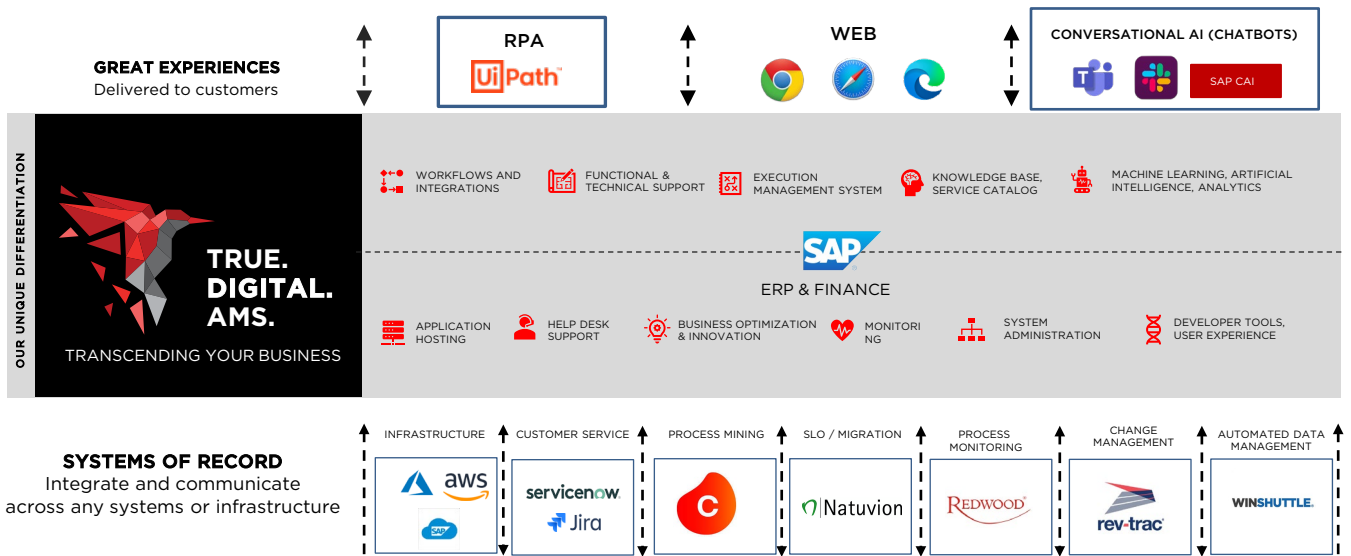 GREAT EXPERIENCES
Delivered to customers
RPA
UiPath™
WEB
CONVERSATIONAL AI (CHATBOTS)
SAP CAI
OUR UNIQUE DIFFERENTIATION
TRUE.
DIGITAL.
AMS.
TRANSCENDING YOUR BUSINESS
WORKFLOWS AND
INTEGRATIONS
FUNCTIONAL &
TECHNICAL SUPPORT
EXECUTION
MANAGEMENT SYSTEM
KNOWLEDGE BASE,
SERVICE CATALOG
MACHINE LEARNING, ARTIFICIAL
INTELLIGENCE, ANALYTICS
SAP
ERP & FINANCE
APPLICATION
HOSTING
HELP DESK
SUPPORT
BUSINESS OPTIMIZATION
& INNOVATION
MONITORI
NG
SYSTEM
ADMINISTRATION
DEVELOPER TOOLS,
USER EXPERIENCE
SYSTEMS OF RECORD
Integrate and communicate
across any systems or infrastructure
INFRASTRUCTURE
aws
SAP
CUSTOMER SERVICE
servicenow.
Jira
PROCESS MINING
C
SLO / MIGRATION
Natuvion
PROCESS
MONITORING
REDWOOD®
CHANGE
MANAGEMENT
rev-trac
AUTOMATED DATA
MANAGEMENT
WINSHUTTLE.